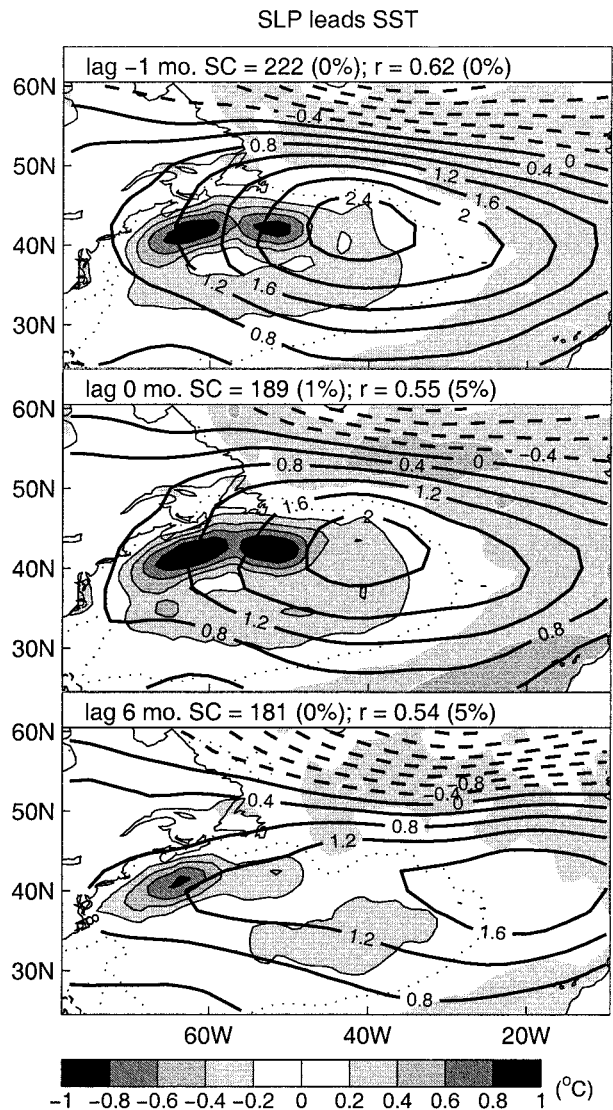 SLP leads SST
lag −1 mo. SC = 222 (0%); r = 0.62 (0%)
60N
50N
40N
30N
−0.4
0
0.8
0.4
1.2
1.6
2.4
2
1.2
1.6
0.8
lag 0 mo. SC = 189 (1%); r = 0.55 (5%)
60N
50N
40N
30N
−0.4
0
0.8
0.4
1.2
1.6
2
1.2
0.8
0.8
lag 6 mo. SC = 181 (0%); r = 0.54 (5%)
60N
50N
40N
30N
−0.8
0.4
0
0.4
0.8
1.2
1.6
1.2
0.8
60W 40W 20W
−1 −0.8 −0.6 −0.4 −0.2 0 0.2 0.4 0.6 0.8 1 (°C)